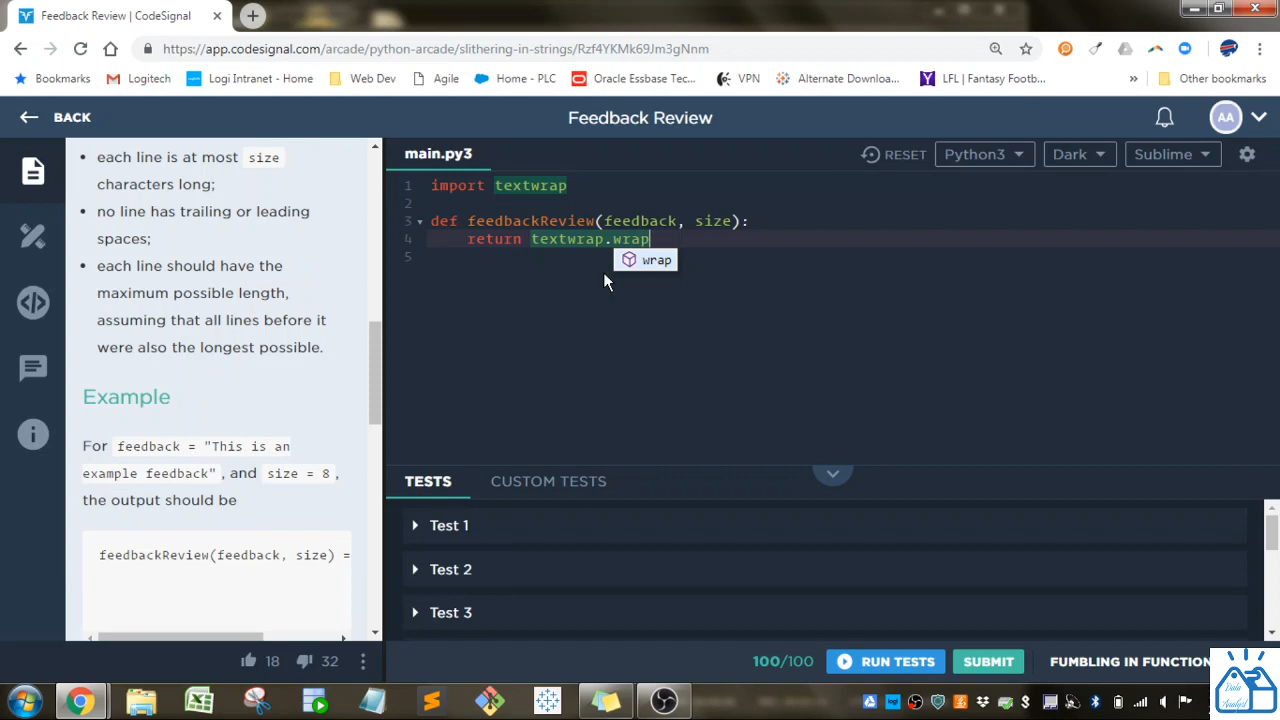 Feedback Review | CodeSignal
https://app.codesignal.com/arcade/python-arcade/slithering-in-strings/Rzf4YKMk69Jm3gNnm
Bookmarks
Logitech
Logi Intranet - Home
Web Dev
Agile
Home - PLC
Oracle Essbase Tec...
VPN
Alternate Downloa...
LFL | Fantasy Footb...
»
Other bookmarks
BACK
Feedback Review
AA
main.py3
RESET
Python3
Dark
Sublime
each line is at most size
characters long;
no line has trailing or leading
spaces;
each line should have the
maximum possible length,
assuming that all lines before it
were also the longest possible.
Example
For feedback = "This is an
example feedback", and size = 8,
the output should be
feedbackReview(feedback, size) =
18
32
1 import textwrap
2
3 def feedbackReview(feedback, size):
4 return textwrap.wrap
5
wrap
TESTS
CUSTOM TESTS
Test 1
Test 2
Test 3
100/100
RUN TESTS
SUBMIT
FUMBLING IN FUNCTION
Data
Analyst